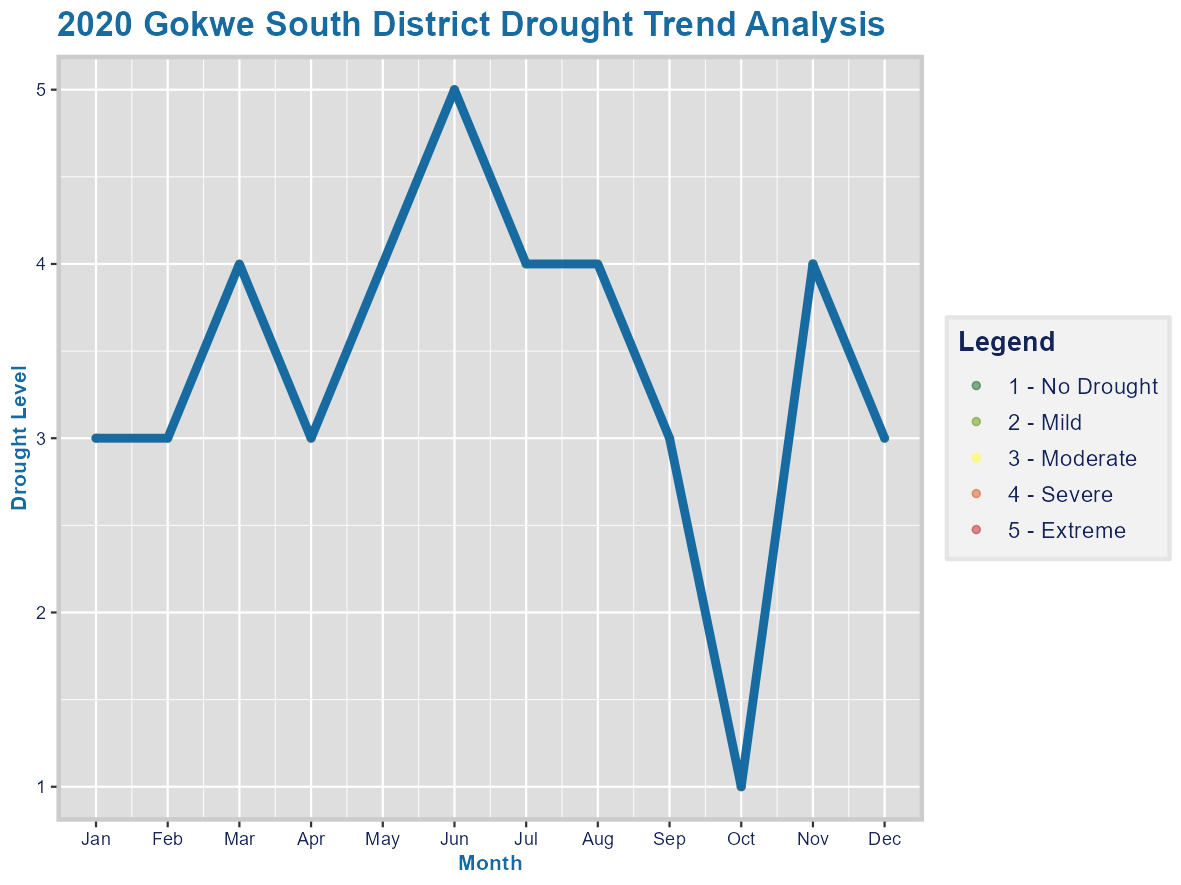 2020 Gokwe South District Drought Trend Analysis
5
4
3
2
1
Drought Level
Jan Feb Mar Apr May Jun Jul Aug Sep Oct Nov Dec
Month
Legend
1 - No Drought
2 - Mild
3 - Moderate
4 - Severe
5 - Extreme